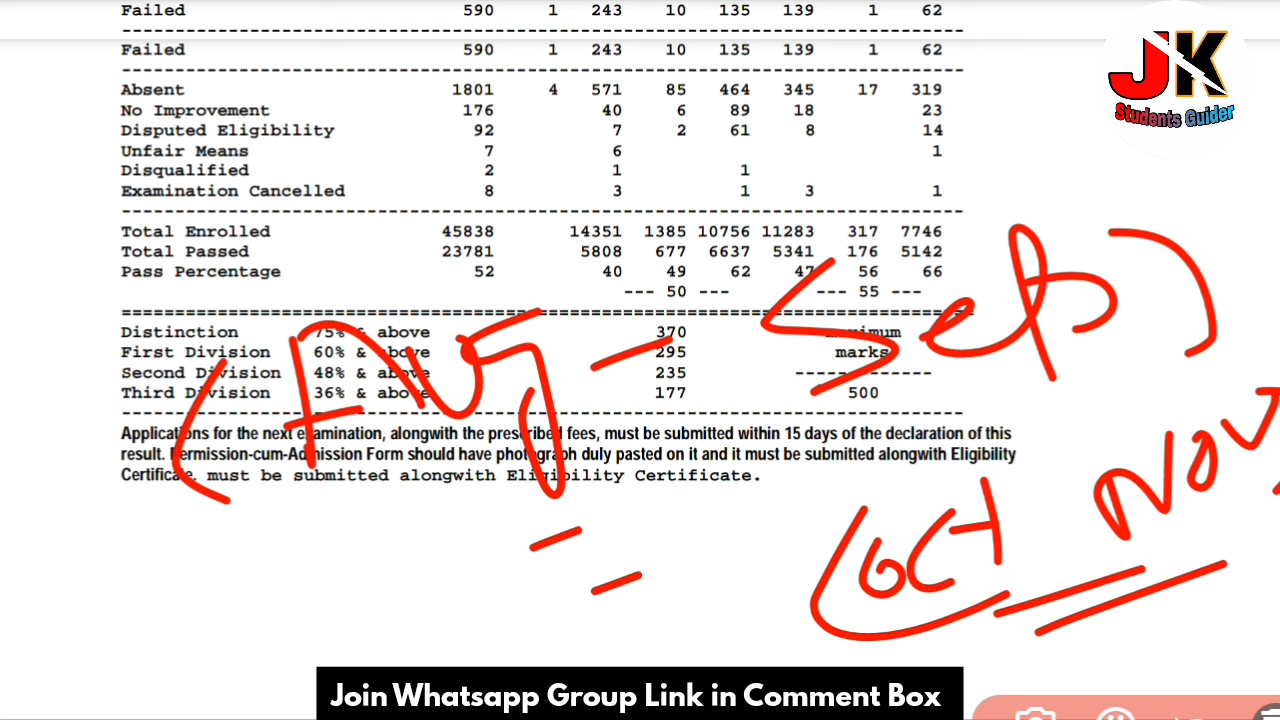 Failed 590 1 243 10 135 139 1 62
------------------------------------------------------------
Failed 590 1 243 10 135 139 1 62
------------------------------------------------------------
Absent 1801 4 571 85 464 345 17 319
No Improvement 176 40 6 89 18 23
Disputed Eligibility 92 7 2 61 8 14
Unfair Means 7 6 1
Disqualified 2 1 1
Examination Cancelled 8 3 1 3 1
------------------------------------------------------------
Total Enrolled 45838 14351 1385 10756 11283 317 7746
Total Passed 23781 5808 677 6637 5341 176 5142
Pass Percentage 52 40 49 62 47 56 66
--- 50 --- --- 55 ---
============================================================
Distinction 75% & above 370 maximum
First Division 60% & above 295 marks
Second Division 48% & above 235 -------------
Third Division 36% & above 177 500
------------------------------------------------------------
Applications for the next examination, alongwith the prescribed fees, must be submitted within 15 days of the declaration of this
result. Permission-cum-Admission Form should have photograph duly pasted on it and it must be submitted alongwith Eligibility
Certificate. must be submitted alongwith Eligibility Certificate.
(Aug - Sep)
(Oct Nov
JK
Students Guider
Join Whatsapp Group Link in Comment Box